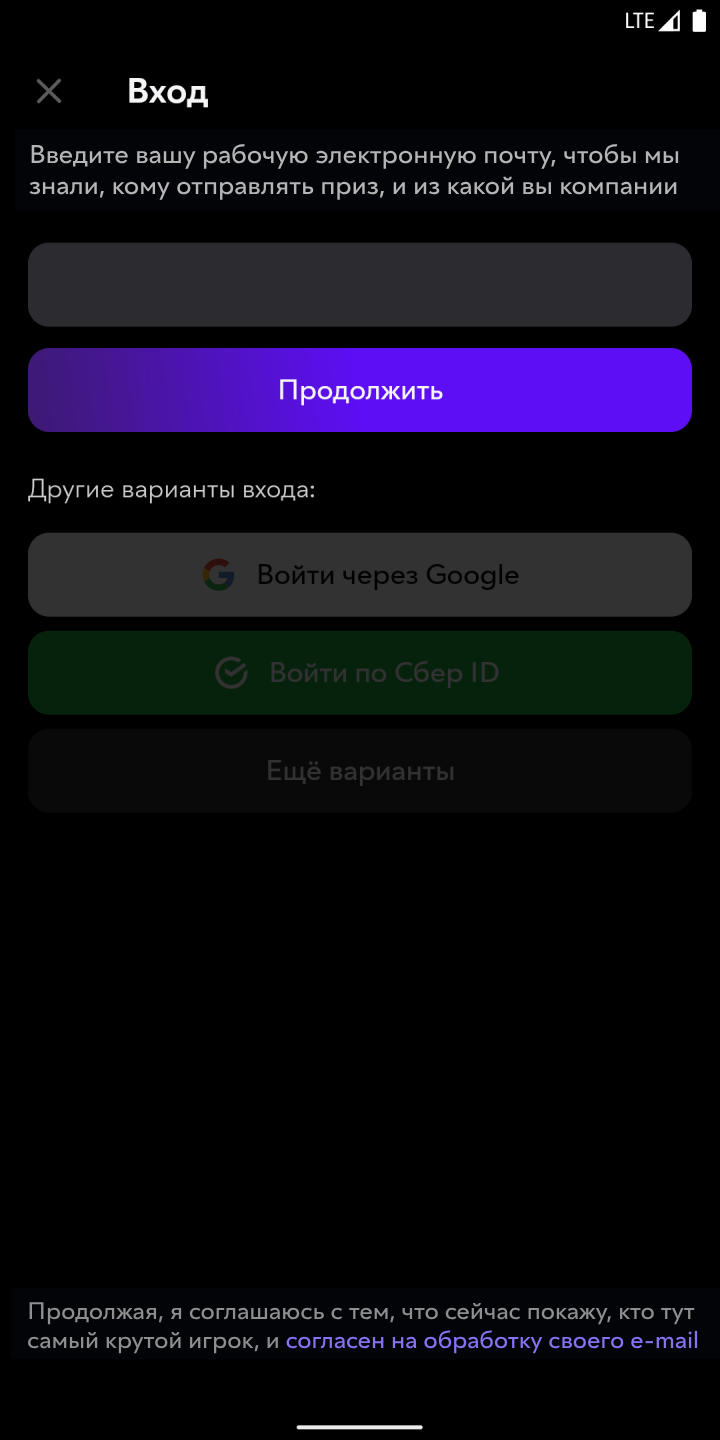 LTE
Вход
Введите вашу рабочую электронную почту, чтобы мы
знали, кому отправлять приз, и из какой вы компании
Продолжить
Другие варианты входа:
Войти через Google
Войти по Сбер ID
Ещё варианты
Продолжая, я соглашаюсь с тем, что сейчас покажу, кто тут
самый крутой игрок, и согласен на обработку своего e-mail